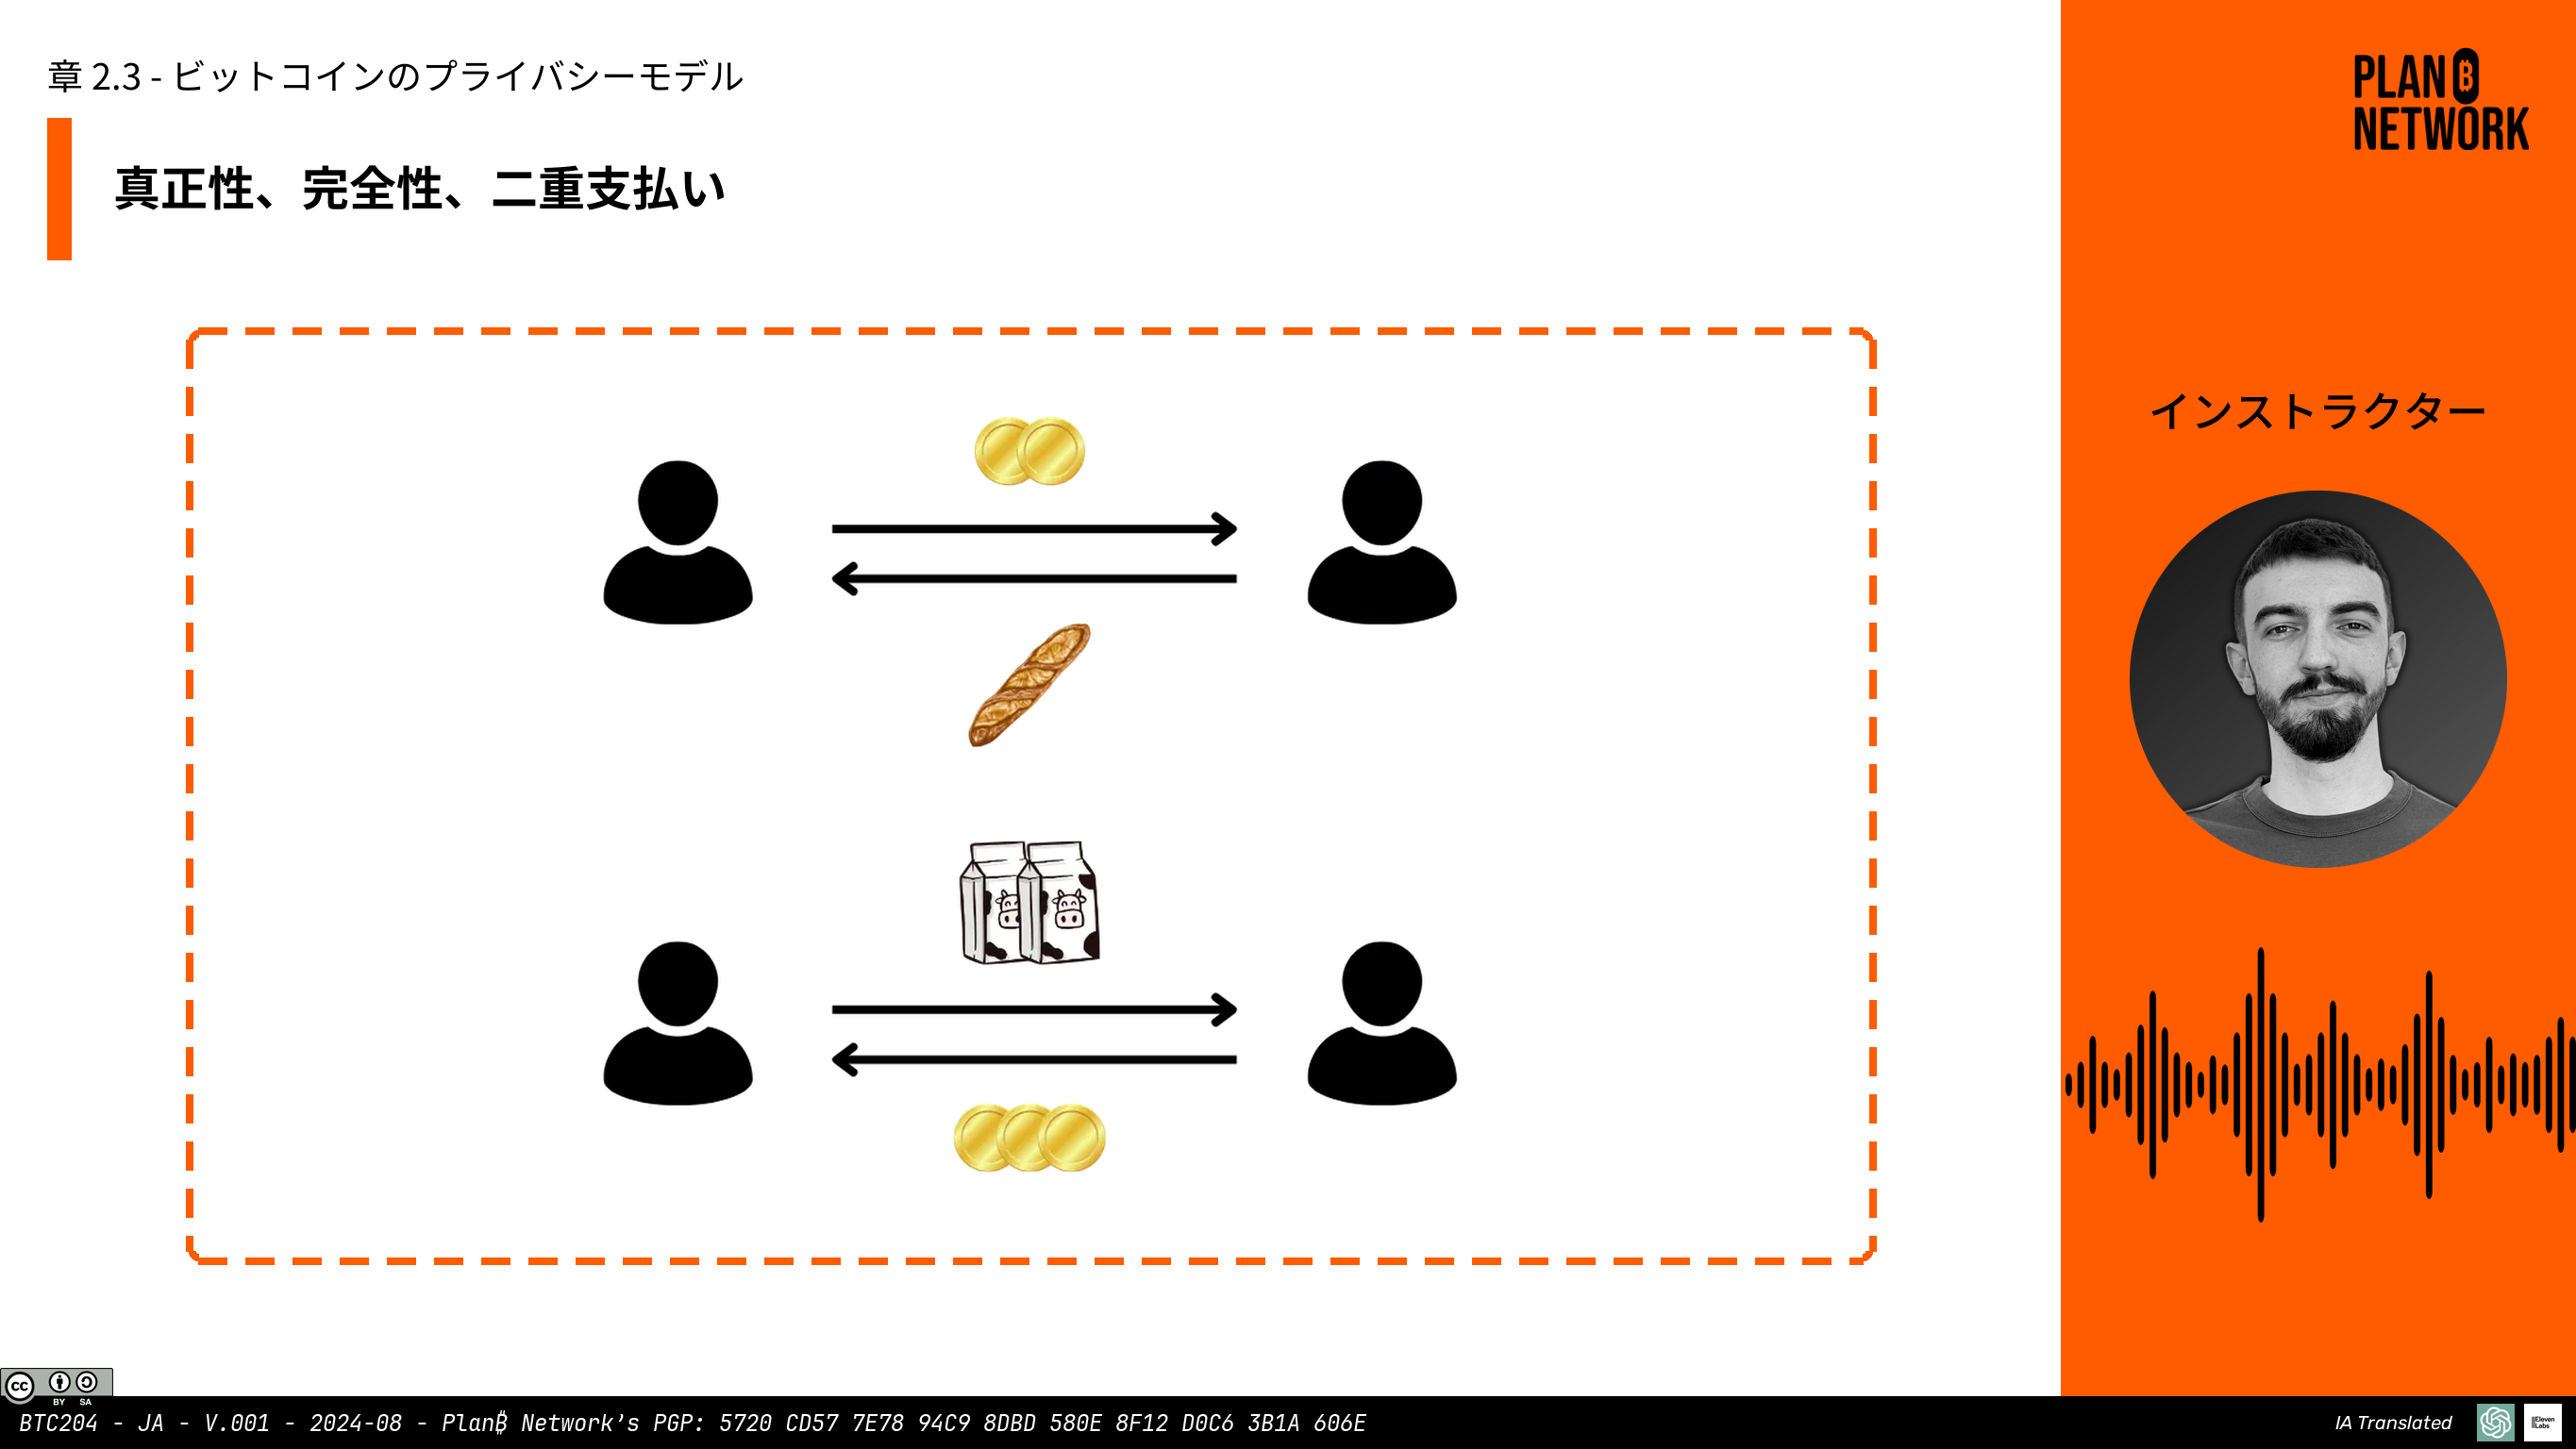 章 2.3 - ビットコインのプライバシーモデル
真正性、完全性、二重支払い
PLAN ₿
NETWORK
インストラクター
CC BY SA
BTC204 - JA - V.001 - 2024-08 - Plan₿ Network's PGP: 5720 CD57 7E78 94C9 8DBD 580E 8F12 D0C6 3B1A 606E
IA Translated
ElevenLabs